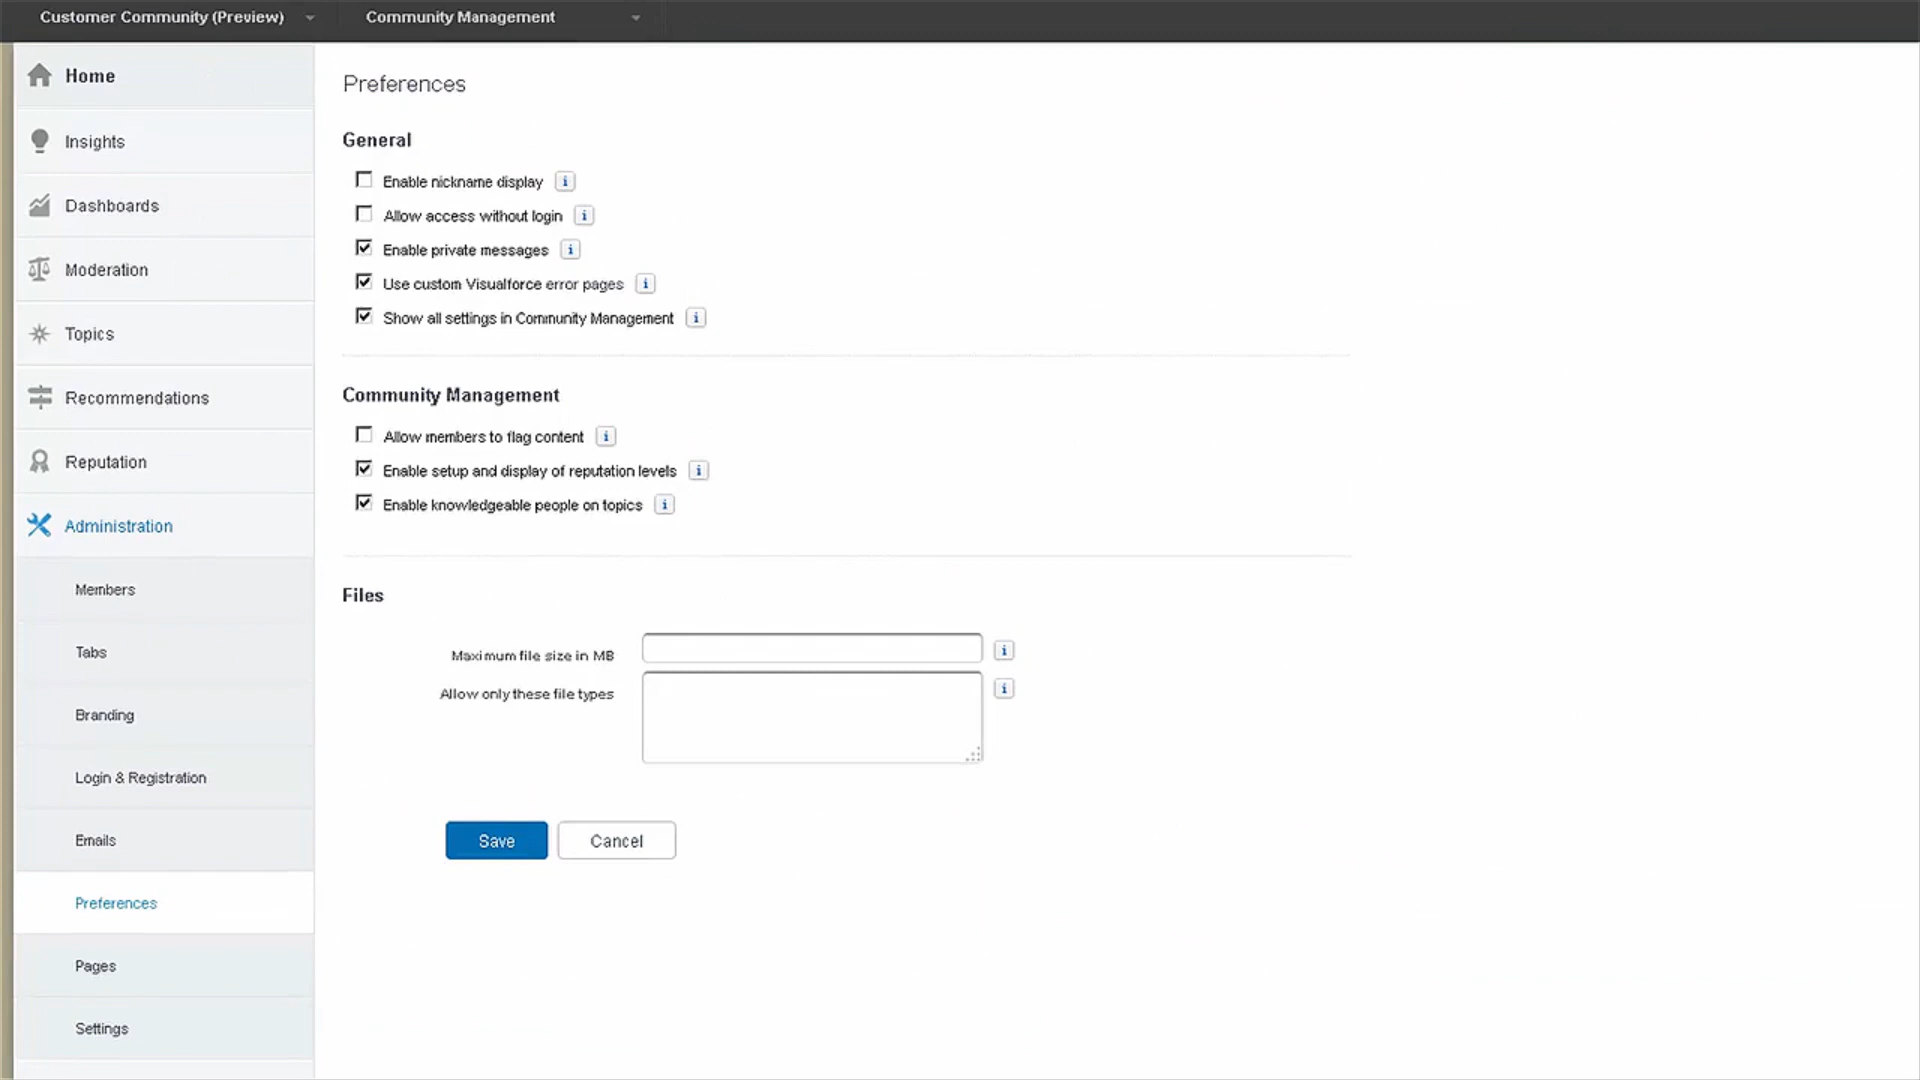 Customer Community (Preview) Community Management
Home
Insights
Dashboards
Moderation
Topics
Recommendations
Reputation
Administration
Members
Tabs
Branding
Login & Registration
Emails
Preferences
Pages
Settings
Preferences
General
Enable nickname display i
Allow access without login i
Enable private messages i
Use custom Visualforce error pages i
Show all settings in Community Management i
Community Management
Allow members to flag content i
Enable setup and display of reputation levels i
Enable knowledgeable people on topics i
Files
Maximum file size in MB i
Allow only these file types i
Save Cancel